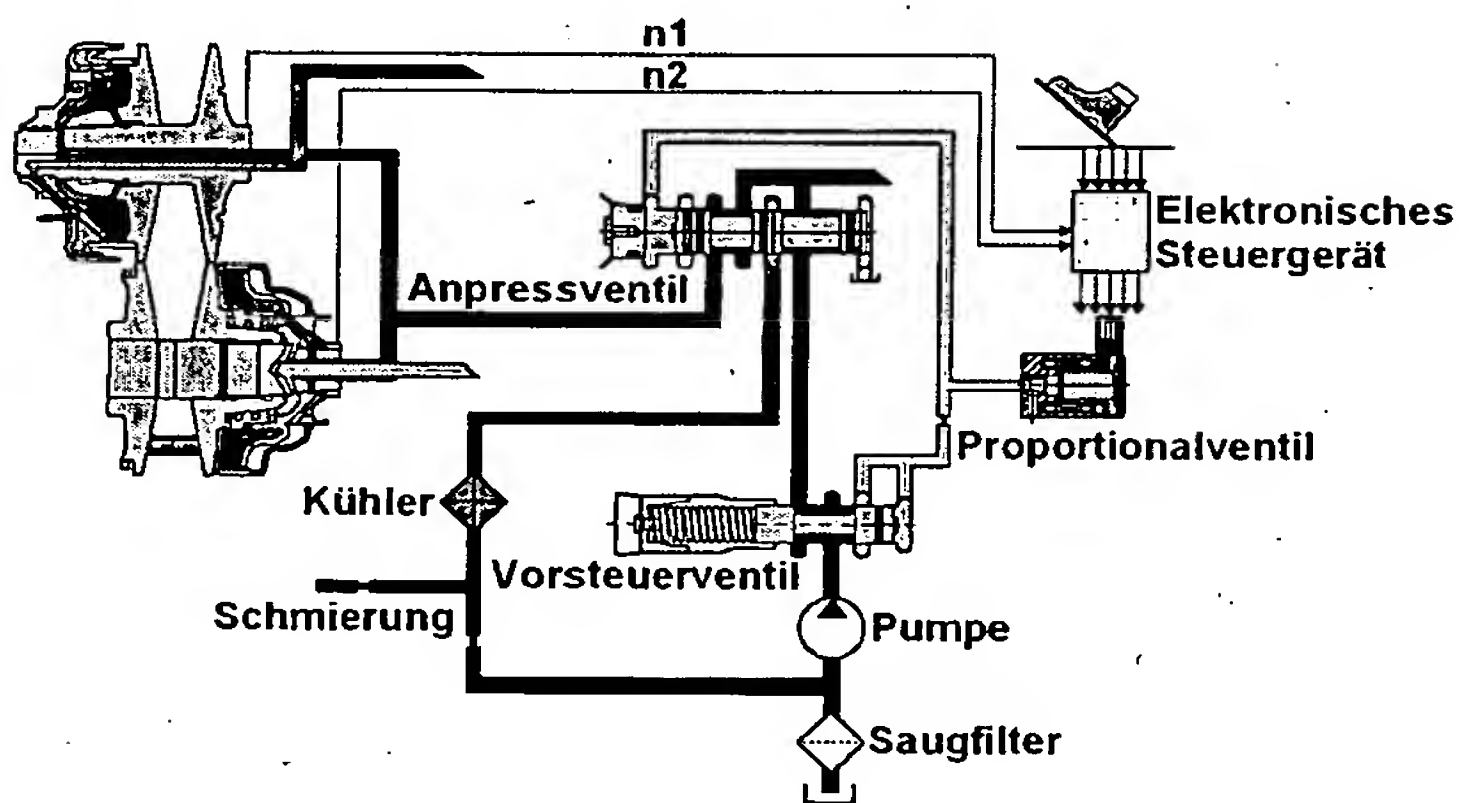 n1
n2
Elektronisches
Steuergerät
Anpressventil
Proportionalventil
Kühler
Vorsteuerventil
Schmierung
Pumpe
Saugfilter